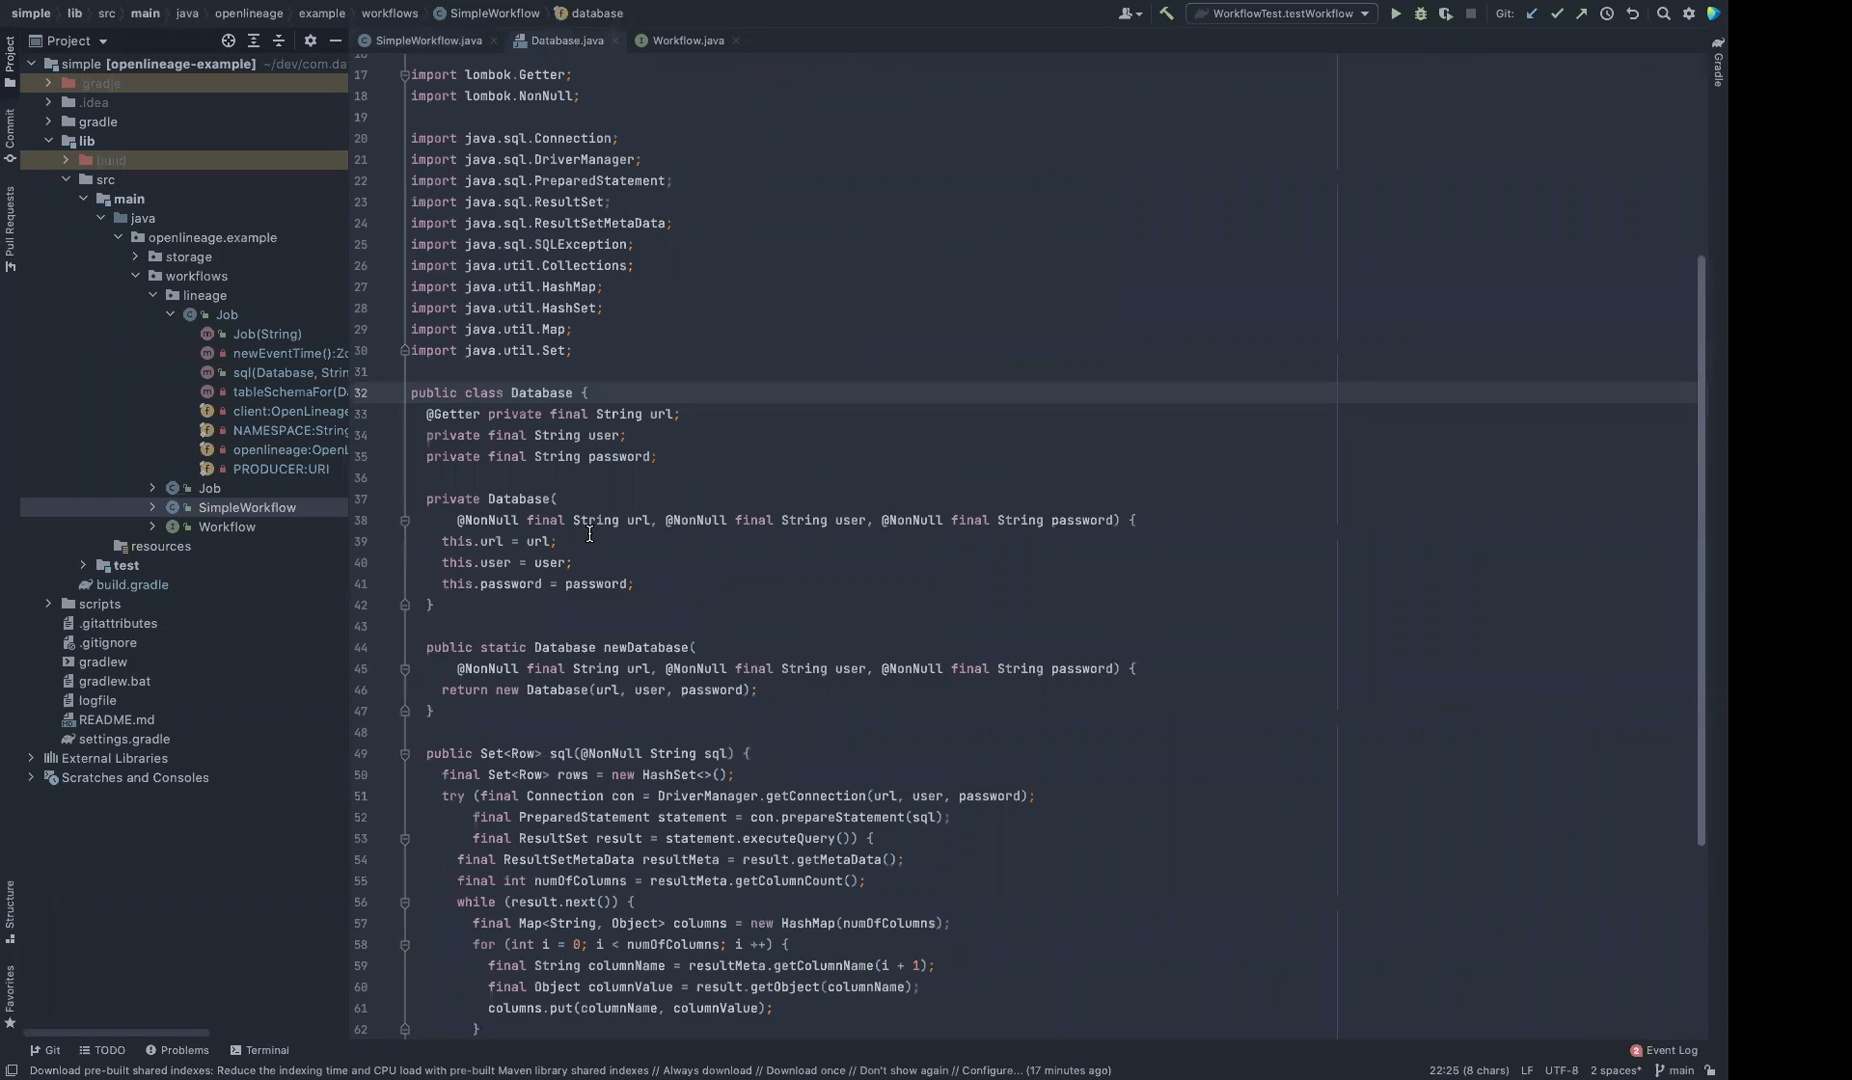 simple lib src main java openlineage example workflows SimpleWorkflow database WorkflowTest.testWorkflow Git:
Project
SimpleWorkflow.java Database.java Workflow.java
simple [openlineage-example] ~/dev/com.da
.gradle
.idea
gradle
lib
build
src
main
java
openlineage.example
storage
workflows
lineage
Job
Job(String)
newEventTime():Zo
sql(Database, Strin
tableSchemaFor(Da
client:OpenLineag
NAMESPACE:String
openlineage:OpenL
PRODUCER:URI
Job
SimpleWorkflow
Workflow
resources
test
build.gradle
scripts
.gitattributes
.gitignore
gradlew
gradlew.bat
logfile
README.md
settings.gradle
External Libraries
Scratches and Consoles
Project
Commit
Pull Requests
Structure
Favorites
17 import lombok.Getter;
18 import lombok.NonNull;
19
20 import java.sql.Connection;
21 import java.sql.DriverManager;
22 import java.sql.PreparedStatement;
23 import java.sql.ResultSet;
24 import java.sql.ResultSetMetaData;
25 import java.sql.SQLException;
26 import java.util.Collections;
27 import java.util.HashMap;
28 import java.util.HashSet;
29 import java.util.Map;
30 import java.util.Set;
31
32 public class Database {
33 @Getter private final String url;
34 private final String user;
35 private final String password;
36
37 private Database(
38 @NonNull final String url, @NonNull final String user, @NonNull final String password) {
39 this.url = url;
40 this.user = user;
41 this.password = password;
42 }
43
44 public static Database newDatabase(
45 @NonNull final String url, @NonNull final String user, @NonNull final String password) {
46 return new Database(url, user, password);
47 }
48
49 public Set<Row> sql(@NonNull String sql) {
50 final Set<Row> rows = new HashSet<>();
51 try (final Connection con = DriverManager.getConnection(url, user, password);
52 final PreparedStatement statement = con.prepareStatement(sql);
53 final ResultSet result = statement.executeQuery()) {
54 final ResultSetMetaData resultMeta = result.getMetaData();
55 final int numOfColumns = resultMeta.getColumnCount();
56 while (result.next()) {
57 final Map<String, Object> columns = new HashMap(numOfColumns);
58 for (int i = 0; i < numOfColumns; i ++) {
59 final String columnName = resultMeta.getColumnName(i + 1);
60 final Object columnValue = result.getObject(columnName);
61 columns.put(columnName, columnValue);
62 }
Gradle
Git TODO Problems Terminal 2 Event Log
Download pre-built shared indexes: Reduce the indexing time and CPU load with pre-built Maven library shared indexes // Always download // Download once // Don't show again // Configure... (17 minutes ago) 22:25 (8 chars) LF UTF-8 2 spaces* main